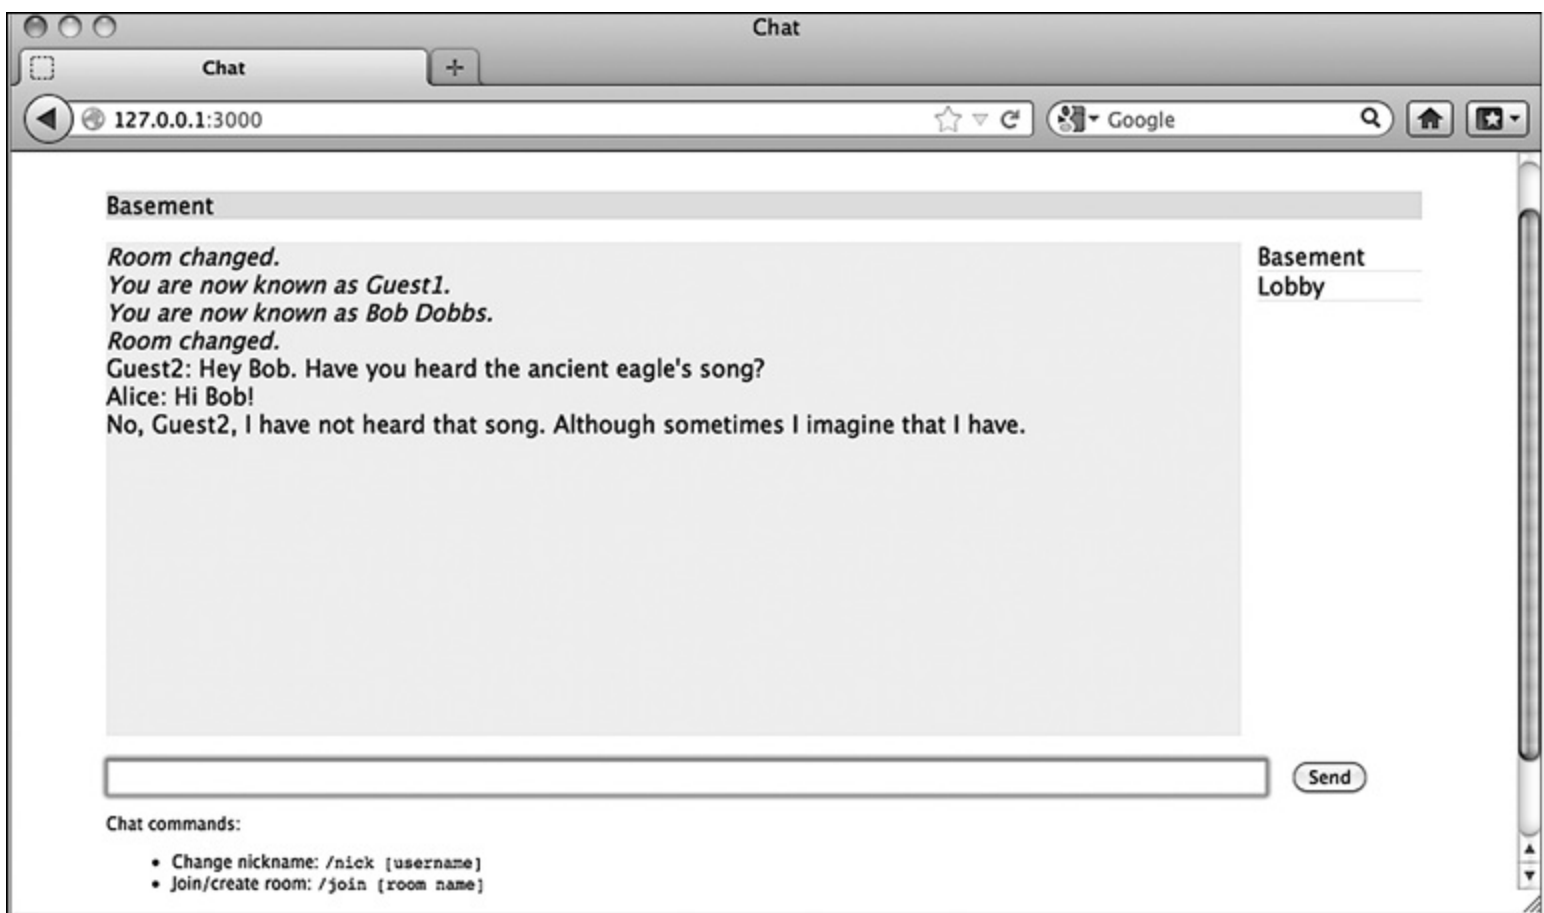 Chat
Chat
127.0.0.1:3000
Google
Basement
Room changed.
You are now known as Guest1.
You are now known as Bob Dobbs.
Room changed.
Guest2: Hey Bob. Have you heard the ancient eagle's song?
Alice: Hi Bob!
No, Guest2, I have not heard that song. Although sometimes I imagine that I have.
Basement
Lobby
Send
Chat commands:
• Change nickname: /nick [username]
• Join/create room: /join [room name]